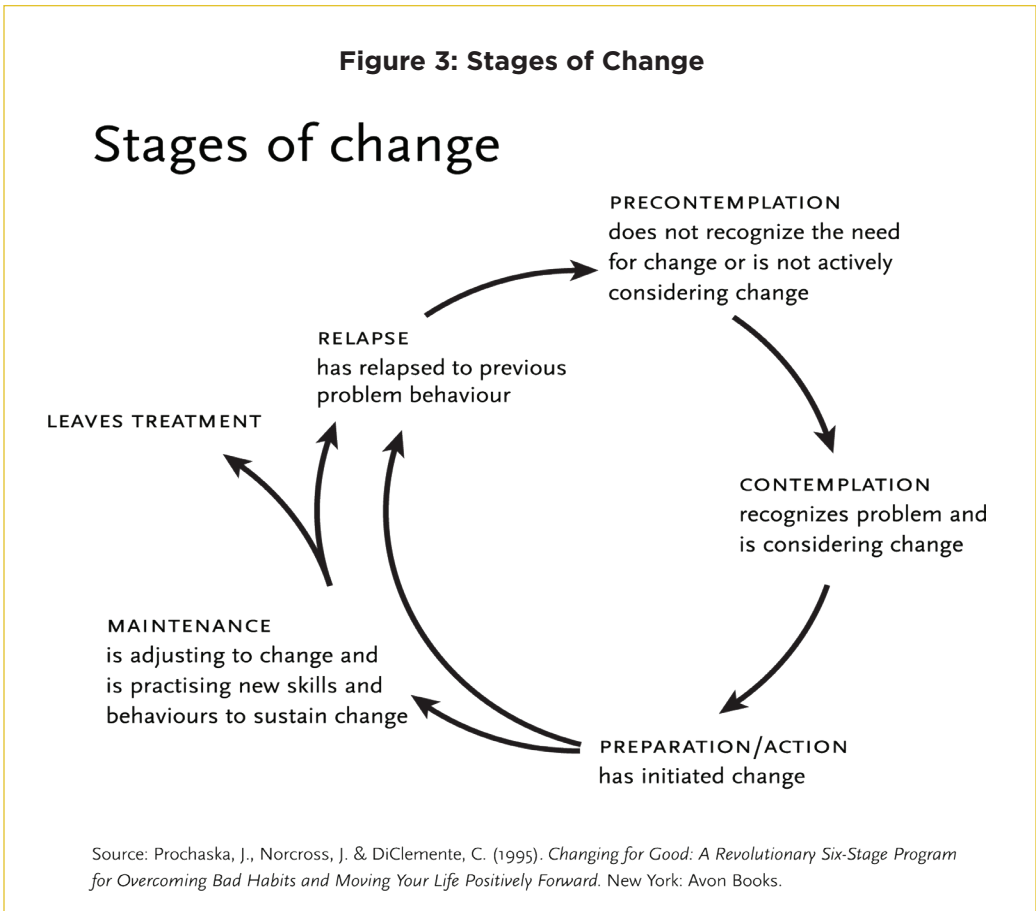 Figure 3: Stages of Change
Stages of change
PRECONTEMPLATION
does not recognize the need
for change or is not actively
considering change
RELAPSE
has relapsed to previous
problem behaviour
LEAVES TREATMENT
CONTEMPLATION
recognizes problem and
is considering change
MAINTENANCE
is adjusting to change and
is practising new skills and
behaviours to sustain change
PREPARATION/ACTION
has initiated change
Source: Prochaska, J., Norcross, J. & DiClemente, C. (1995). Changing for Good: A Revolutionary Six-Stage Program
for Overcoming Bad Habits and Moving Your Life Positively Forward. New York: Avon Books.